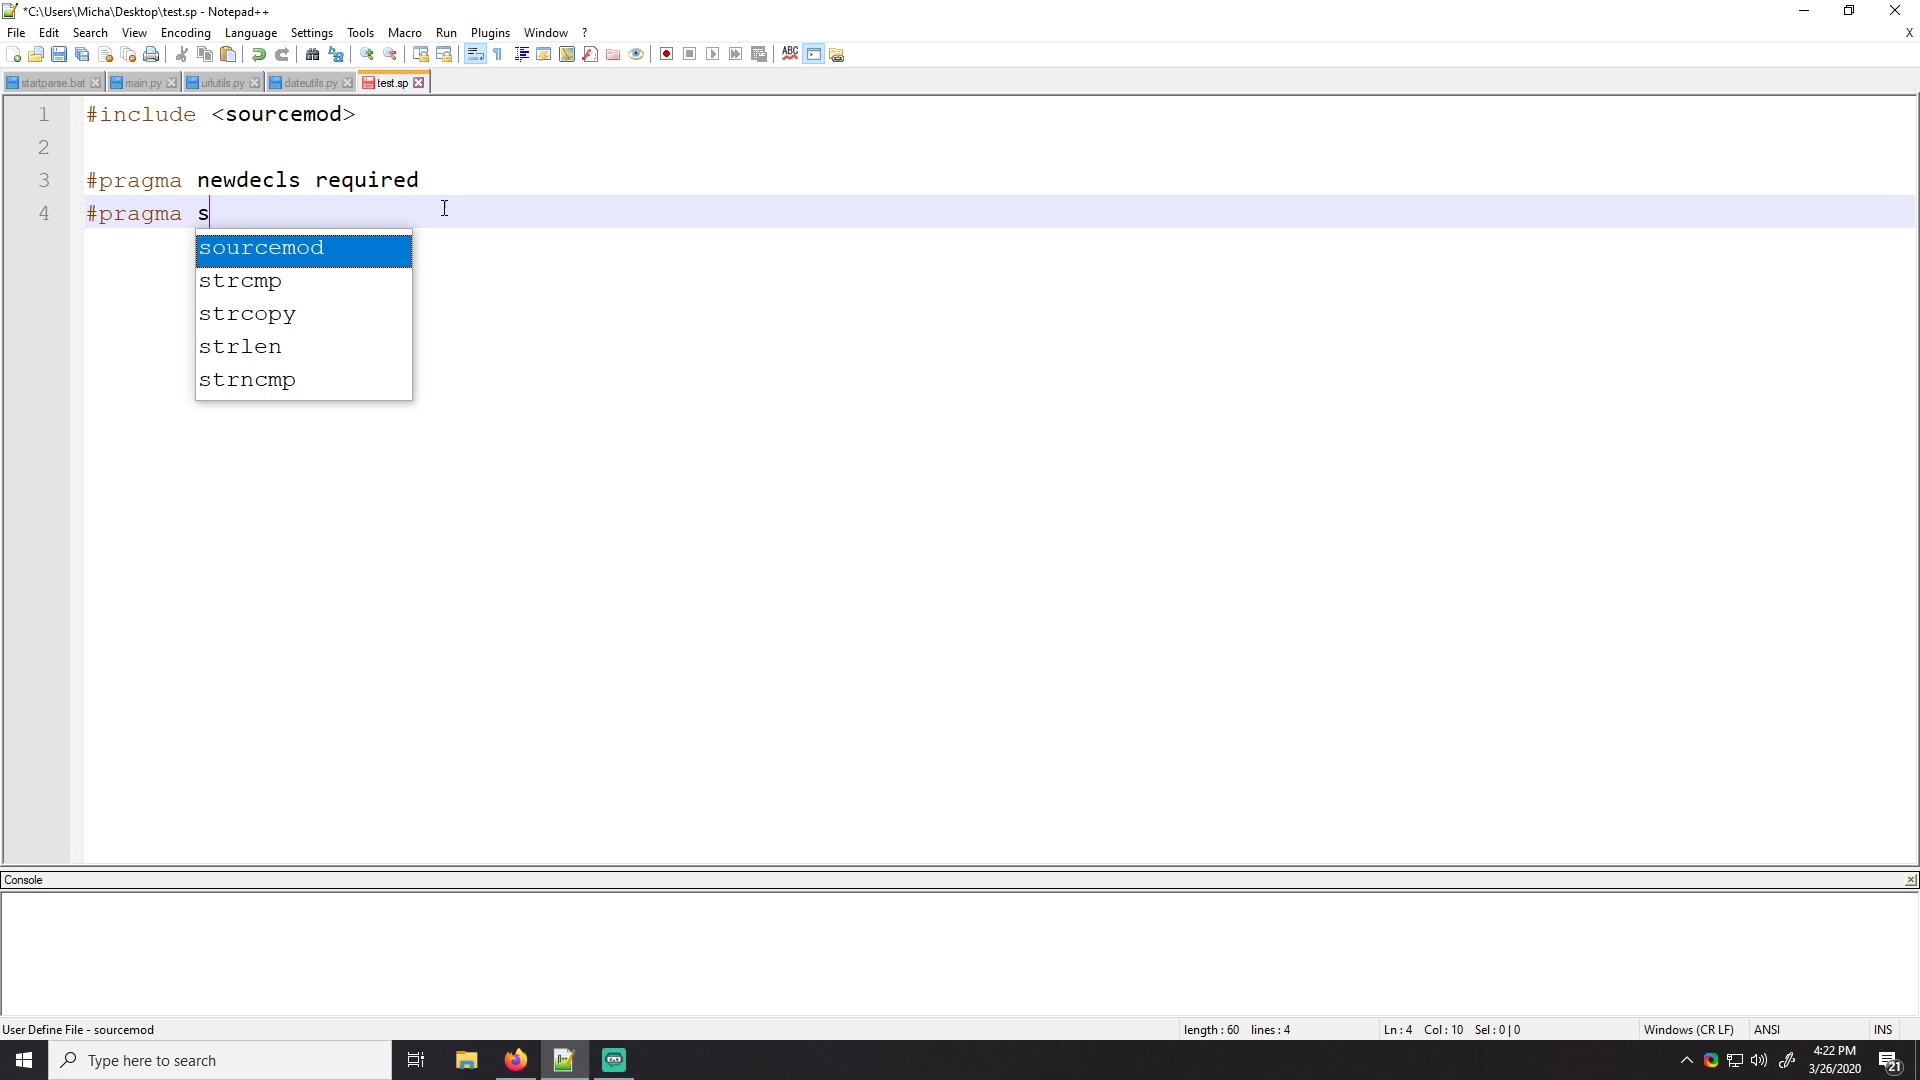 *C:\Users\Micha\Desktop\test.sp - Notepad++
File Edit Search View Encoding Language Settings Tools Macro Run Plugins Window ? X
ABC
startparse.bat main.py urlutils.py dateutils.py test.sp
1 #include <sourcemod>
2
3 #pragma newdecls required
4 #pragma s
sourcemod
strcmp
strcopy
strlen
strncmp
Console
User Define File - sourcemod length : 60 lines : 4 Ln : 4 Col : 10 Sel : 0 | 0 Windows (CR LF) ANSI INS
Type here to search
4:22 PM
3/26/2020
21